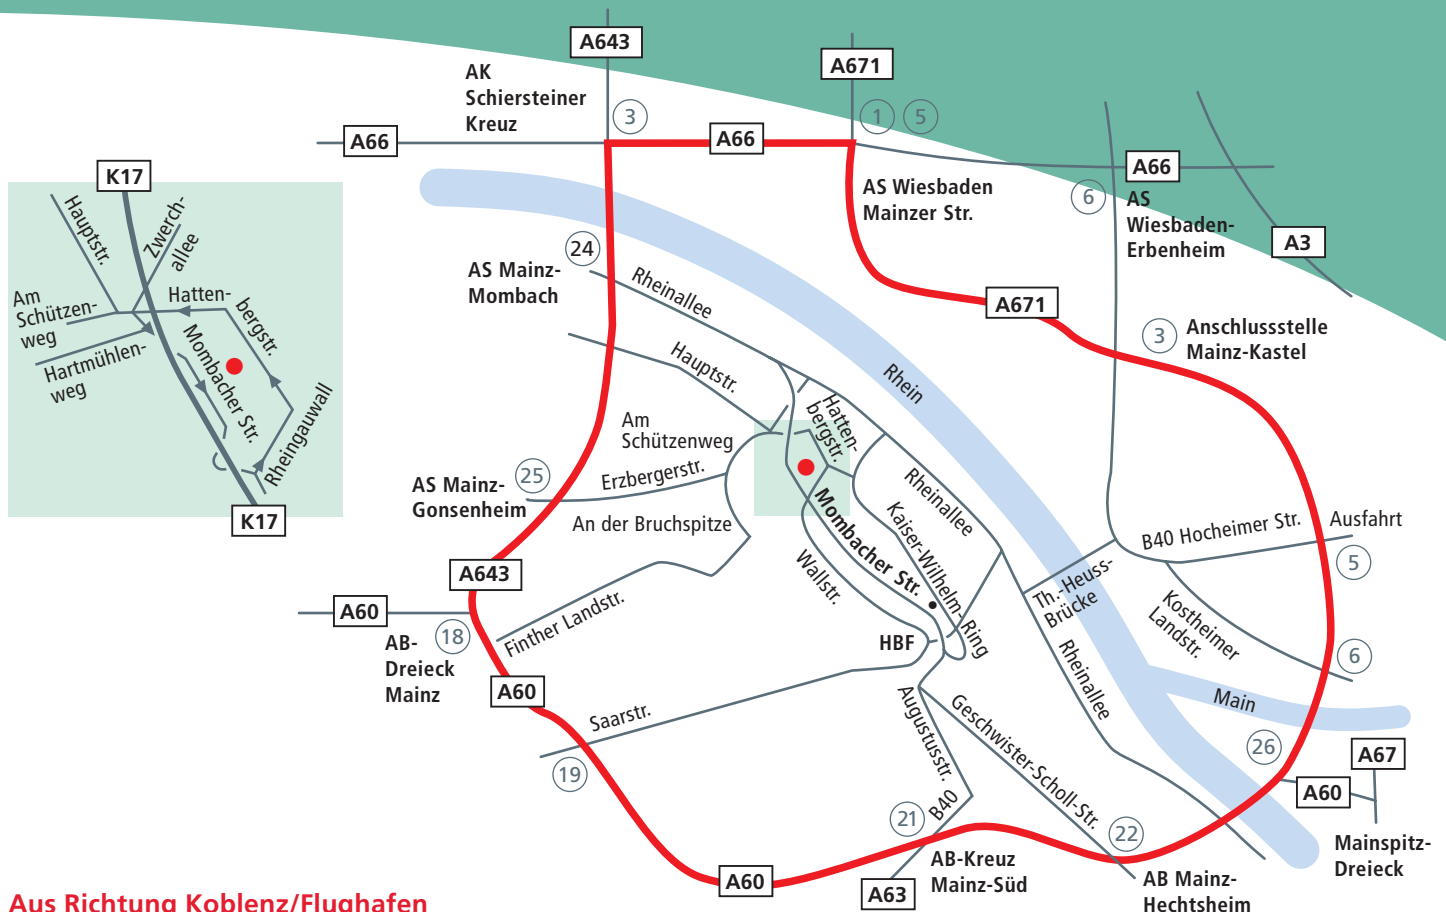 A643
A671
AK
Schiersteiner
Kreuz
3
1
5
A66
A66
A66
K17
Hauptstr.
Zwerch-
allee
Am
Schützen-
weg
Hatten-
bergstr.
Hartmühlen-
weg
Mombacher Str.
Rheingauwall
K17
AS Wiesbaden
Mainzer Str.
6
AS
Wiesbaden-
Erbenheim
A3
24
AS Mainz-
Mombach
Rheinallee
A671
3
Anschlussstelle
Mainz-Kastel
Hauptstr.
Rhein
Hatten-
bergstr.
Am
Schützenweg
Erzbergerstr.
25
AS Mainz-
Gonsenheim
An der Bruchspitze
Rheinallee
Kaiser-Wilhelm-Ring
Mombacher Str.
Wallstr.
B40 Hocheimer Str.
Ausfahrt
5
A643
A60
18
AB-
Dreieck
Mainz
Finther Landstr.
HBF
Th.-Heuss-
Brücke
Kostheimer
Landstr.
6
Rheinallee
A60
Saarstr.
19
Augustusstr.
Geschwister-Scholl-Str.
Main
26
A67
A60
Mainspitz-
Dreieck
21
B40
22
AB-Kreuz
Mainz-Süd
A60
A63
AB Mainz-
Hechtsheim
Aus Richtung Koblenz/Flughafen